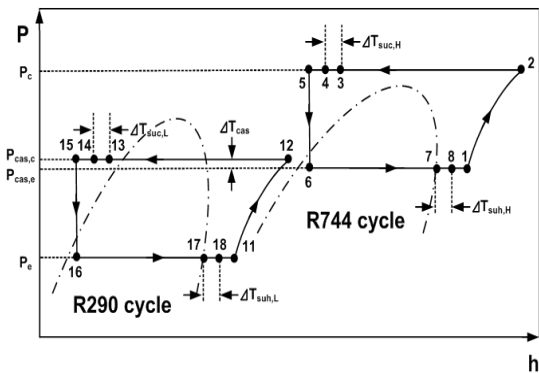 P
P_c
5 4 3
ΔT_suc,H
2
15 14 13
ΔT_suc,L
ΔT_cas
12
P_cas,c
P_cas,e
6
7 8 1
R744 cycle
ΔT_suh,H
P_e
16
17 18 11
R290 cycle
ΔT_suh,L
h